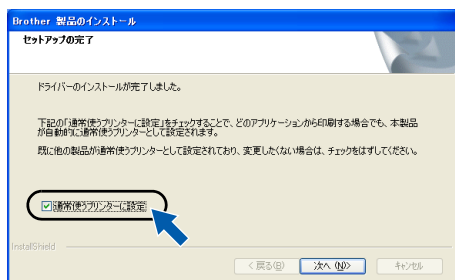 Brother 製品のインストール
セットアップの完了
ドライバーのインストールが完了しました。
下記の「通常使うプリンターに設定」をチェックすることで、どのアプリケーションから印刷する場合でも、本製品
が自動的に通常使うプリンターとして設定されます。
既に他の製品が通常使うプリンターとして設定されており、変更したくない場合は、チェックをはずしてください。
通常使うプリンターに設定
InstallShield
< 戻る(B)
次へ (N)>
キャンセル